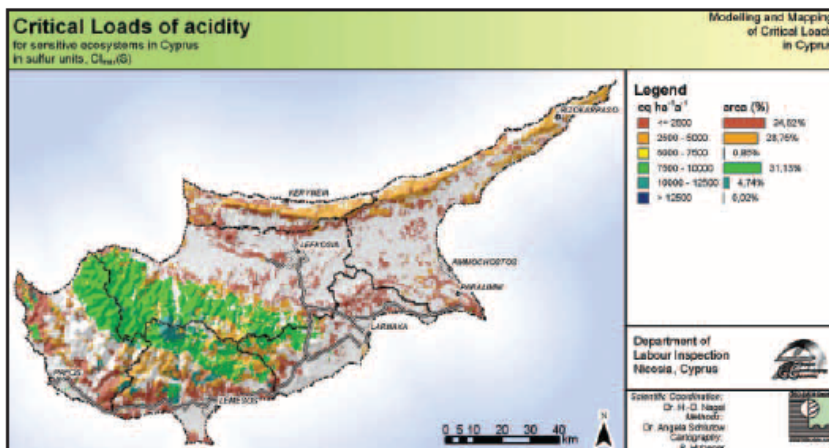 Critical Loads of acidity
for sensitive ecosystems in Cyprus
in sulfur units, CLmax(S)
Modelling and Mapping
of Critical Loads
in Cyprus
Legend
eq ha⁻¹a⁻¹ area (%)
<= 2500
2500 - 5000 28,76%
5000 - 7500 0,85%
7500 - 10000 31,13%
10000 - 12500 4,74%
> 12500 0,02%
RIZOKARPASO
KERYNEIA
LEFKOSIA
AMMOCHOSTOS
PARALIMNI
LARNAKA
PAFOS
LEMESOS
N
0 5 10 20 30 40
km
Department of
Labour Inspection
Nicosia, Cyprus
Scientific Coordination:
Dr. H.-D. Nagel
Methods:
Dr. Angela Schlutow
Cartography: